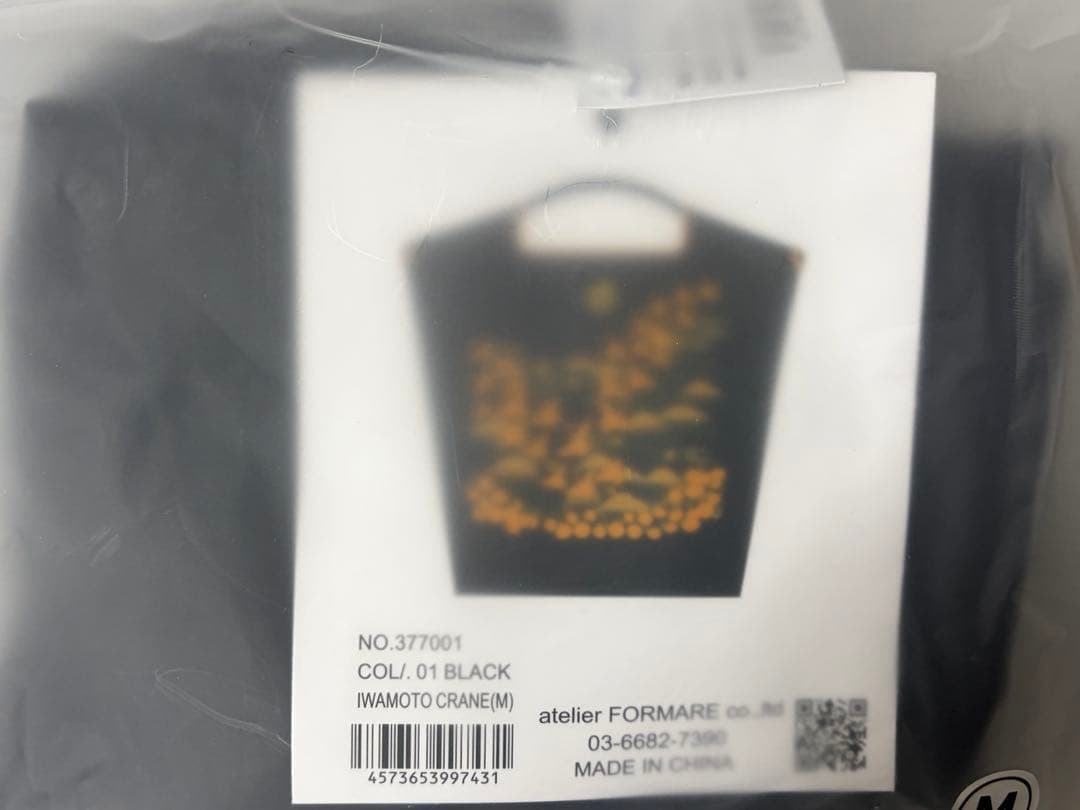 NO.377001
COL/. 01 BLACK
IWAMOTO CRANE(M)
4573653997431
atelier FORMARE co.,ltd
03-6682-7390
MADE IN CHINA
M